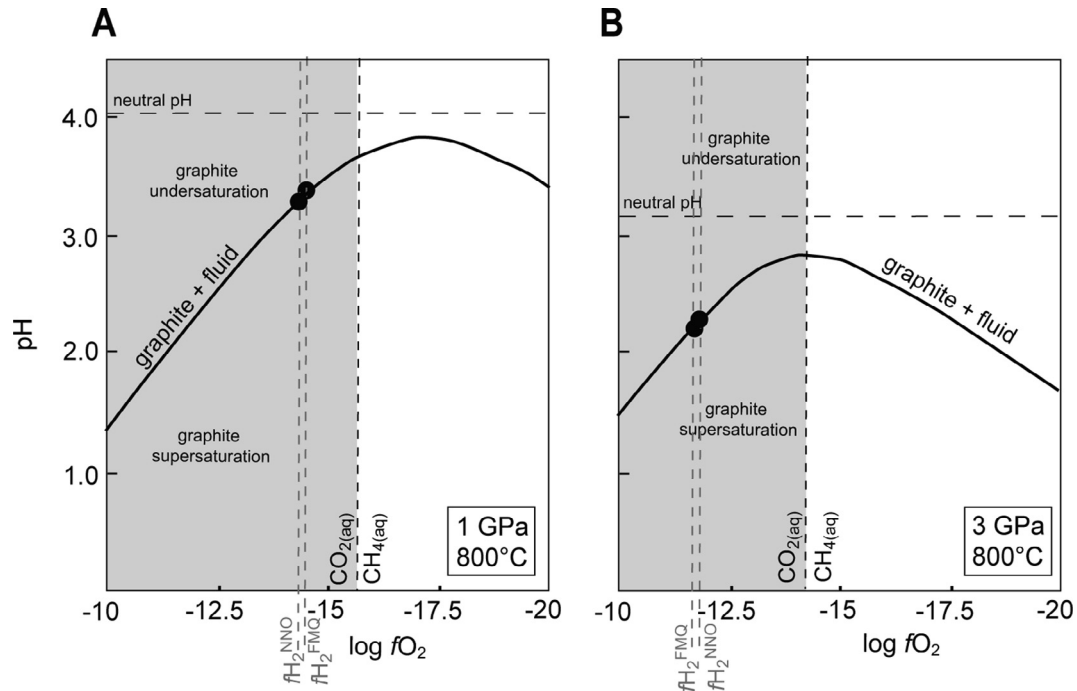 A
neutral pH
4.0
graphite
undersaturation
3.0
graphite + fluid
pH
2.0
graphite
supersaturation
1.0
CO2(aq)
CH4(aq)
1 GPa
800°C
-10
-12.5
-15
-17.5
-20
log fO2
fH2NNO
fH2FMQ
B
graphite
undersaturation
neutral pH
graphite + fluid
graphite
supersaturation
CO2(aq)
CH4(aq)
3 GPa
800°C
-10
-12.5
-15
-17.5
-20
log fO2
fH2FMQ
fH2NNO